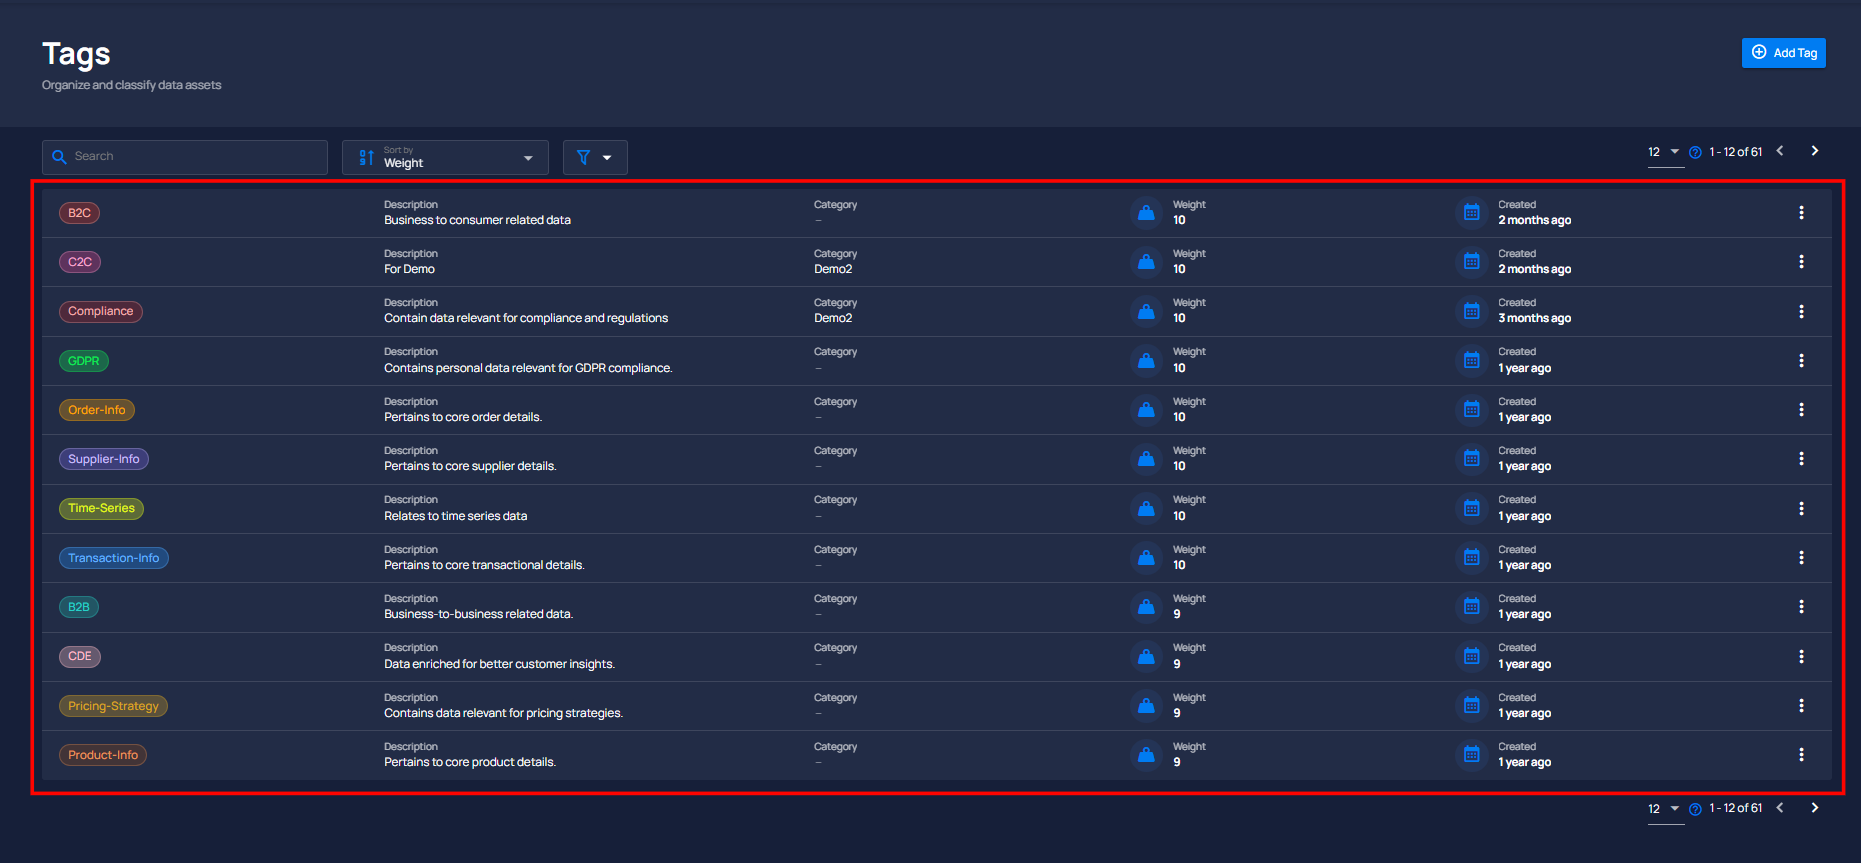 Tags
Add Tag
Organize and classify data assets
Search
Sort by
Weight
12 1 - 12 of 61
B2C Description Category Weight Created
Business to consumer related data – 10 2 months ago
C2C Description Category Weight Created
For Demo Demo2 10 2 months ago
Compliance Description Category Weight Created
Contain data relevant for compliance and regulations Demo2 10 3 months ago
GDPR Description Category Weight Created
Contains personal data relevant for GDPR compliance. – 10 1 year ago
Order-Info Description Category Weight Created
Pertains to core order details. – 10 1 year ago
Supplier-Info Description Category Weight Created
Pertains to core supplier details. – 10 1 year ago
Time-Series Description Category Weight Created
Relates to time series data – 10 1 year ago
Transaction-Info Description Category Weight Created
Pertains to core transactional details. – 10 1 year ago
B2B Description Category Weight Created
Business-to-business related data. – 9 1 year ago
CDE Description Category Weight Created
Data enriched for better customer insights. – 9 1 year ago
Pricing-Strategy Description Category Weight Created
Contains data relevant for pricing strategies. – 9 1 year ago
Product-Info Description Category Weight Created
Pertains to core product details. – 9 1 year ago
12 1 - 12 of 61